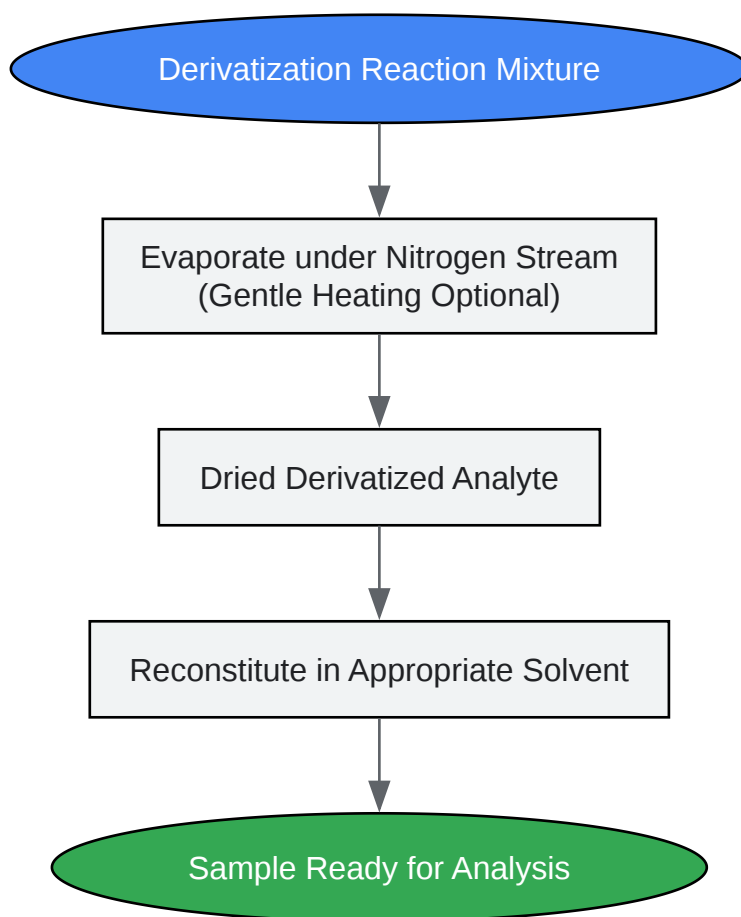 Derivatization Reaction Mixture
Evaporate under Nitrogen Stream
(Gentle Heating Optional)
Dried Derivatized Analyte
Reconstitute in Appropriate Solvent
Sample Ready for Analysis